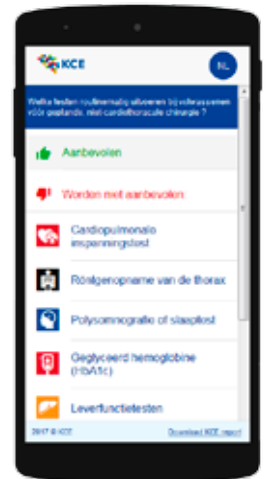 KCE
NL
Welke testen routinematig uitvoeren bij volwassenen
vóór geplande, niet-cardiothoracale chirurgie ?
Aanbevolen
Worden niet aanbevolen:
Cardiopulmonale
inspanningstest
Röntgenopname van de thorax
Polysomnografie of slaaptest
Geglyceerd hemoglobine
(HbA1c)
Leverfunctietesten
2017 © KCE
Download KCE report